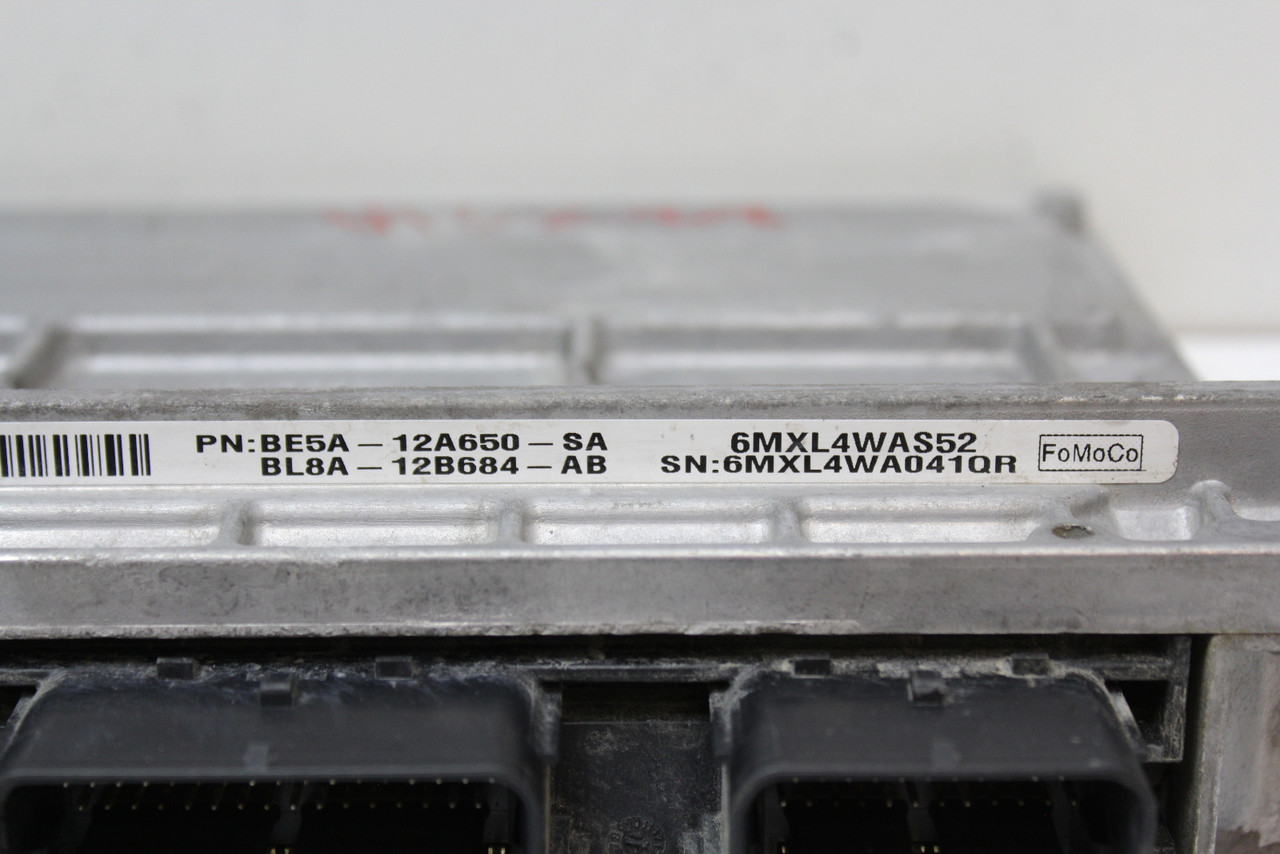 PN:BE5A-12A650-SA
BL8A-12B684-AB
6MXL4WAS52
SN:6MXL4WA041QR
FoMoCo